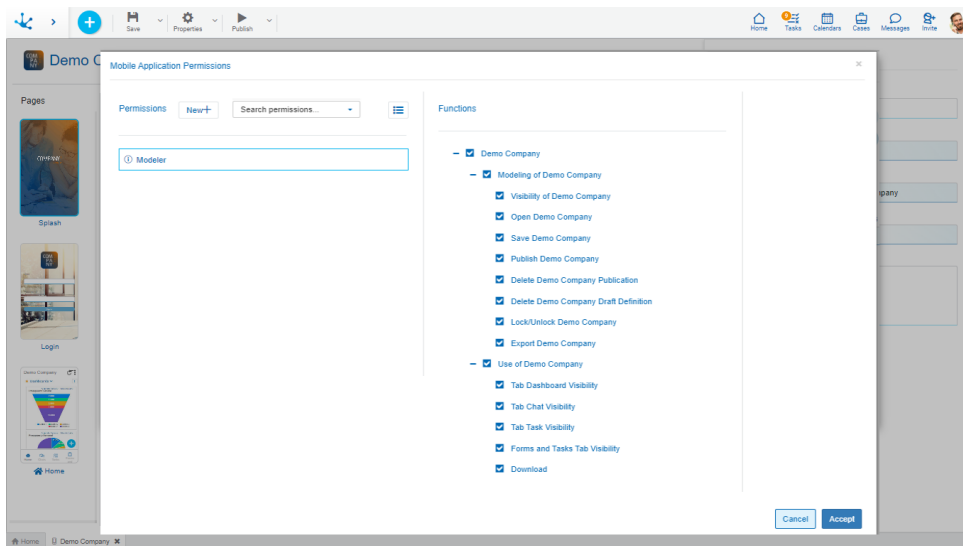 Save
Properties
Publish
Home
Tasks
Calendars
Cases
Messages
Invite
Demo C
Mobile Application Permissions
×
Pages
COMPANY
Splash
Login
Demo Company
Home
Permissions
New+
Search permissions...
Modeler
Functions
Demo Company
Modeling of Demo Company
Visibility of Demo Company
Open Demo Company
Save Demo Company
Publish Demo Company
Delete Demo Company Publication
Delete Demo Company Draft Definition
Lock/Unlock Demo Company
Export Demo Company
Use of Demo Company
Tab Dashboard Visibility
Tab Chat Visibility
Tab Task Visibility
Forms and Tasks Tab Visibility
Download
ipany
Cancel
Accept
Home
Demo Company